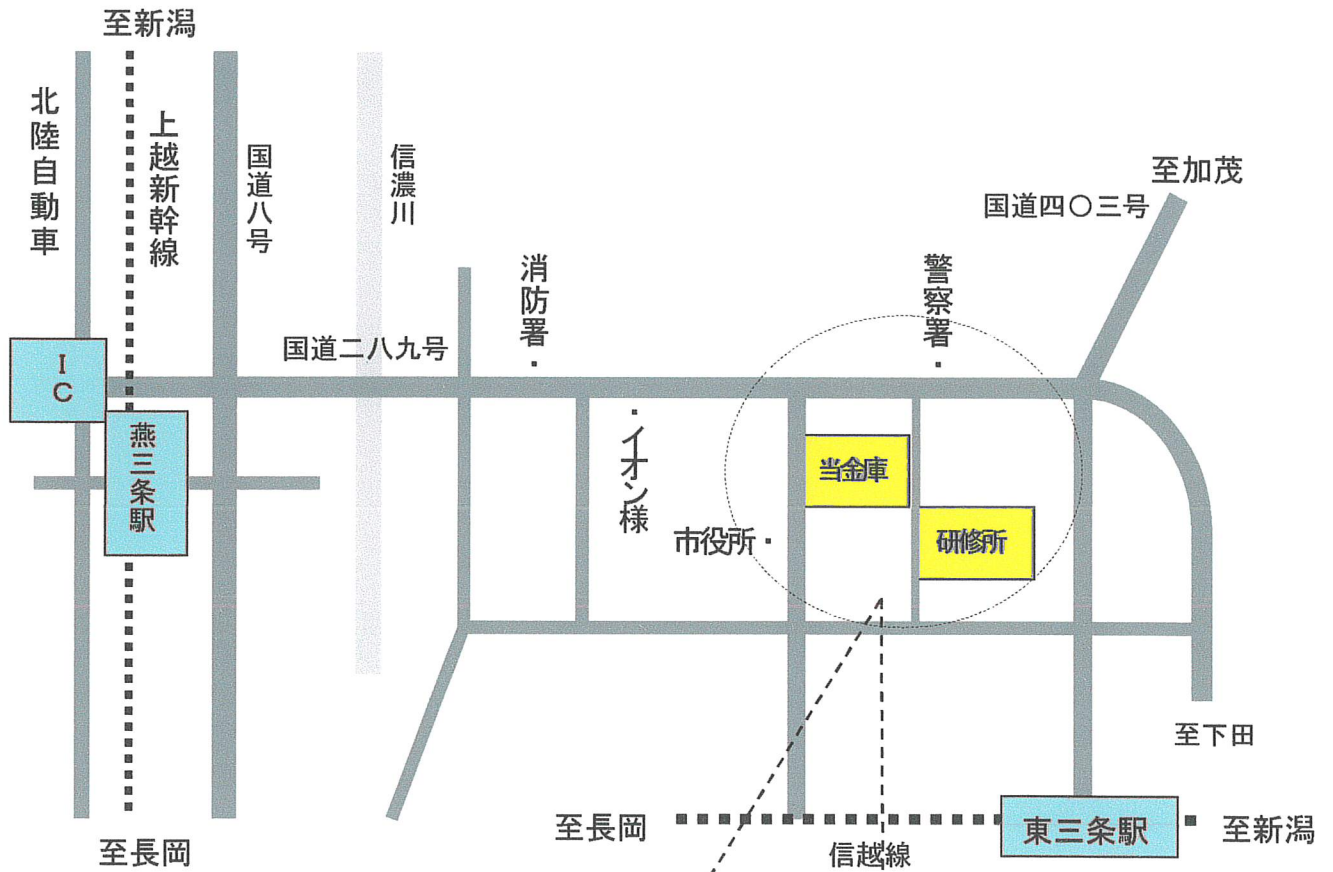 至新潟
北陸自動車
上越新幹線
国道八号
信濃川
至加茂
国道四〇三号
消防署
警察署
国道二八九号
IC
燕三条駅
イオン様
当金庫
市役所
研修所
至下田
至長岡
至長岡
信越線
東三条駅
至新潟